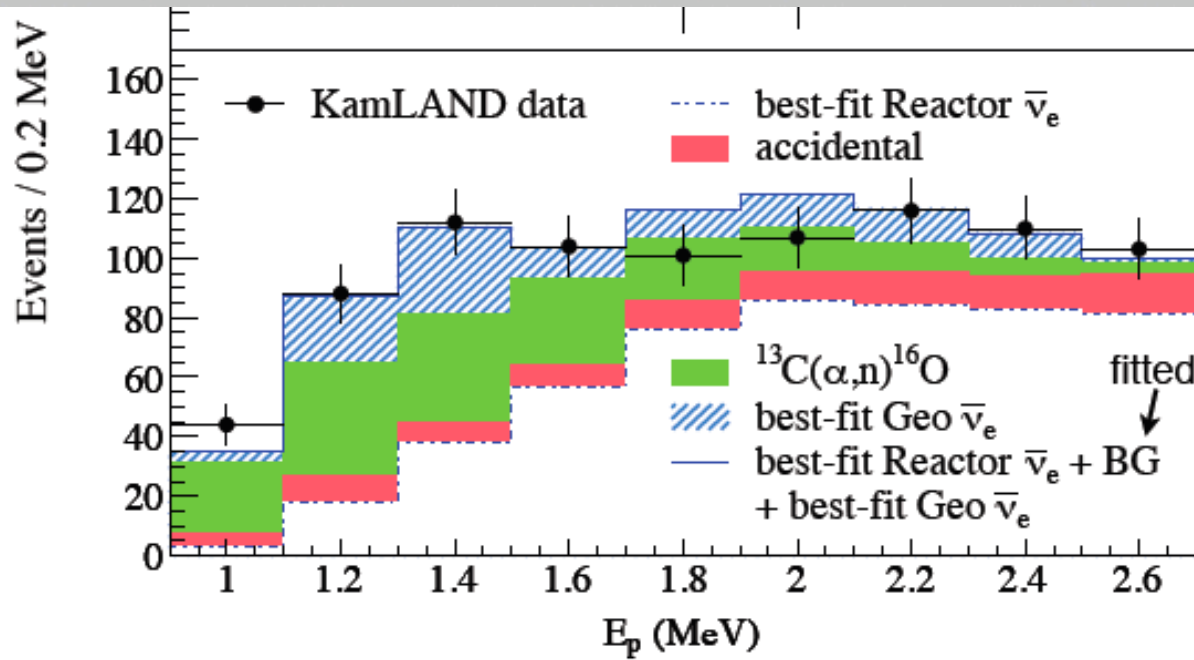 Events / 0.2 MeV
160
140
120
100
80
60
40
20
0
KamLAND data
best-fit Reactor ν̅ₑ
accidental
¹³C(α,n)¹⁶O
best-fit Geo ν̅ₑ
best-fit Reactor ν̅ₑ + BG
+ best-fit Geo ν̅ₑ
fitted
1 1.2 1.4 1.6 1.8 2 2.2 2.4 2.6
Eₚ (MeV)